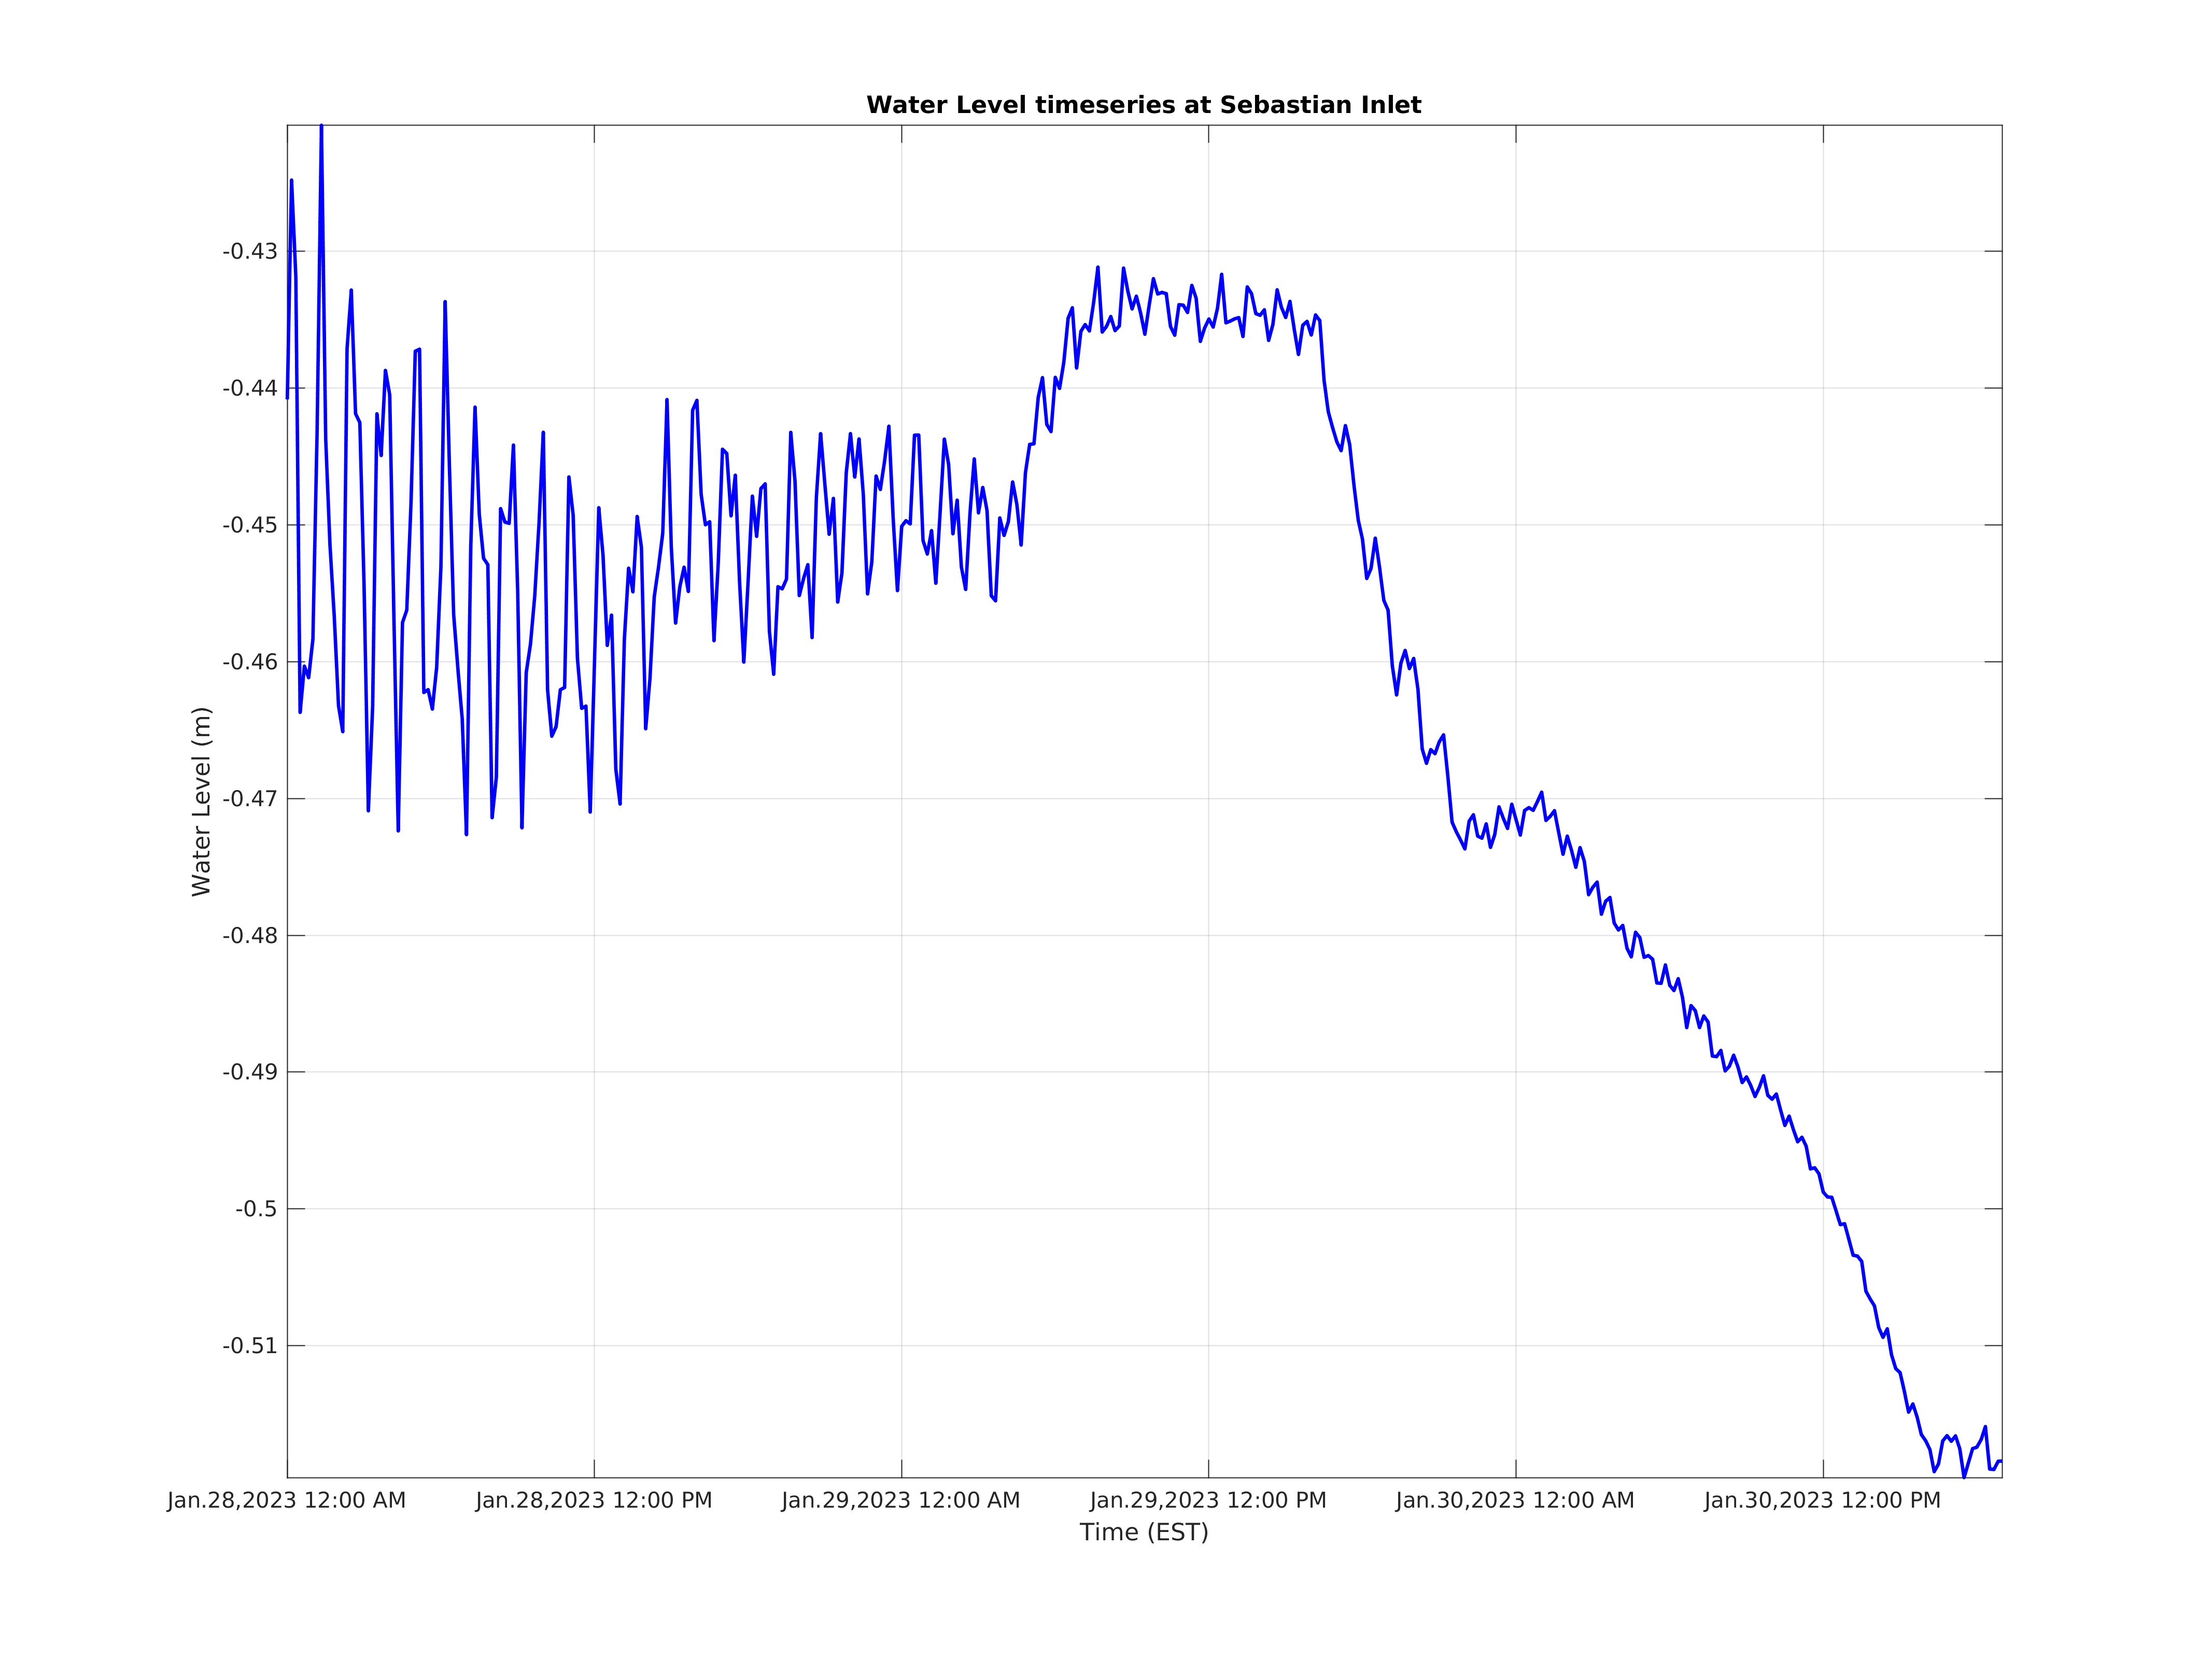 Water Level timeseries at Sebastian Inlet
-0.43
-0.44
-0.45
-0.46
-0.47
-0.48
-0.49
-0.5
-0.51
Water Level (m)
Jan.28,2023 12:00 AM
Jan.28,2023 12:00 PM
Jan.29,2023 12:00 AM
Jan.29,2023 12:00 PM
Jan.30,2023 12:00 AM
Jan.30,2023 12:00 PM
Time (EST)